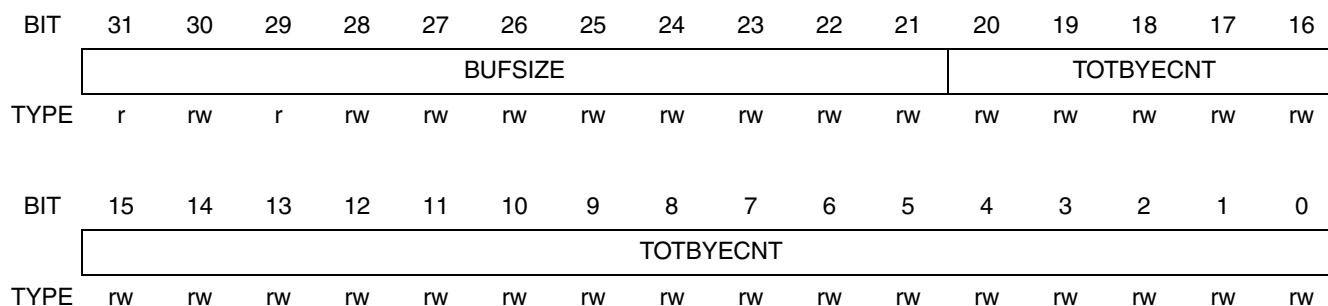 BIT 31 30 29 28 27 26 25 24 23 22 21 20 19 18 17 16
BUFSIZE TOTBYECNT
TYPE r rw r rw rw rw rw rw rw rw rw rw rw rw rw rw
BIT 15 14 13 12 11 10 9 8 7 6 5 4 3 2 1 0
TOTBYECNT
TYPE rw rw rw rw rw rw rw rw rw rw rw rw rw rw rw rw